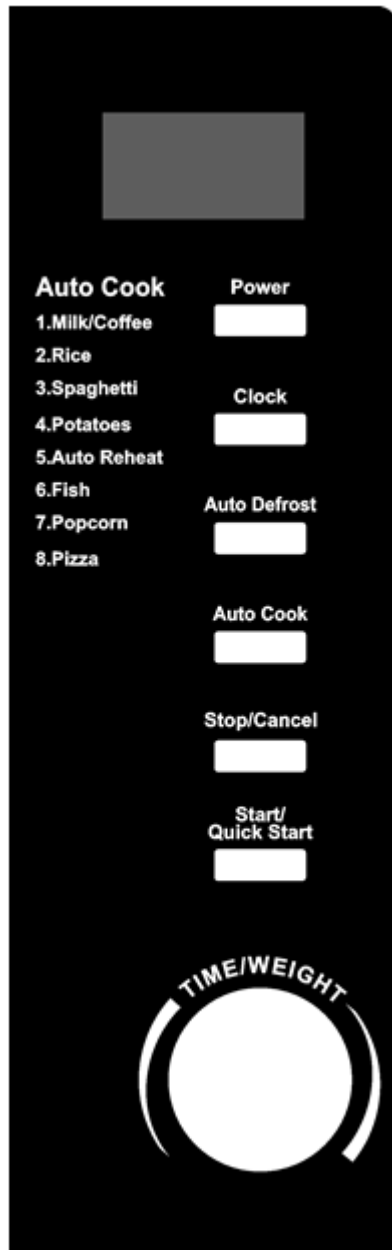 Auto Cook
1.Milk/Coffee
2.Rice
3.Spaghetti
4.Potatoes
5.Auto Reheat
6.Fish
7.Popcorn
8.Pizza
Power
Clock
Auto Defrost
Auto Cook
Stop/Cancel
Start/
Quick Start
TIME/WEIGHT